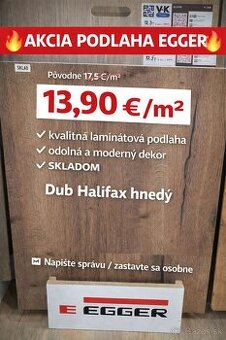 🔥AKCIA PODLAHA EGGER🔥
SKLAD
Pôvodne 17,5 €/m²
13,90 €/m²
✓ kvalitná laminátová podlaha
✓ odolná a moderný dekor
✓ SKLADOM
Dub Halifax hnedý
Napíšte správu / zastavte sa osobne
E EGGER